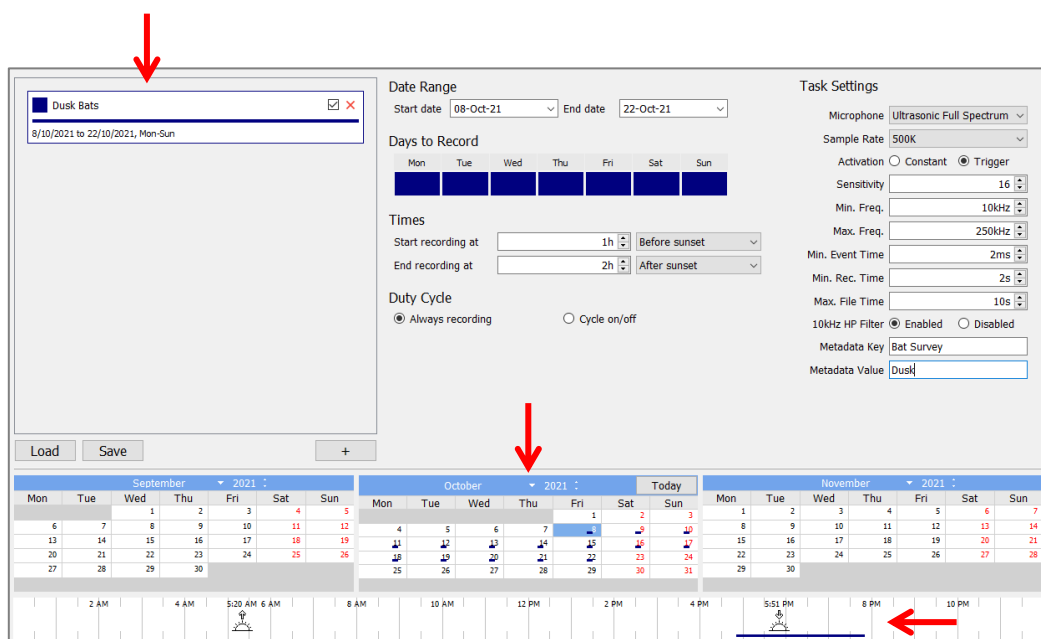 Dusk Bats
8/10/2021 to 22/10/2021, Mon-Sun
Load Save +
Date Range
Start date 08-Oct-21 End date 22-Oct-21
Days to Record
Mon Tue Wed Thu Fri Sat Sun
Times
Start recording at 1h Before sunset
End recording at 2h After sunset
Duty Cycle
Always recording Cycle on/off
Task Settings
Microphone Ultrasonic Full Spectrum
Sample Rate 500K
Activation Constant Trigger
Sensitivity 16
Min. Freq. 10kHz
Max. Freq. 250kHz
Min. Event Time 2ms
Min. Rec. Time 2s
Max. File Time 10s
10kHz HP Filter Enabled Disabled
Metadata Key Bat Survey
Metadata Value Dusk
September 2021
Mon Tue Wed Thu Fri Sat Sun
1 2 3 4 5
6 7 8 9 10 11 12
13 14 15 16 17 18 19
20 21 22 23 24 25 26
27 28 29 30
October 2021 Today
Mon Tue Wed Thu Fri Sat Sun
1 2 3
4 5 6 7 8 9 10
11 12 13 14 15 16 17
18 19 20 21 22 23 24
25 26 27 28 29 30 31
November 2021
Mon Tue Wed Thu Fri Sat Sun
1 2 3 4 5 6 7
8 9 10 11 12 13 14
15 16 17 18 19 20 21
22 23 24 25 26 27 28
29 30
2 AM 4 AM 5:20 AM 6 AM 8 AM 10 AM 12 PM 2 PM 4 PM 5:51 PM 8 PM 10 PM